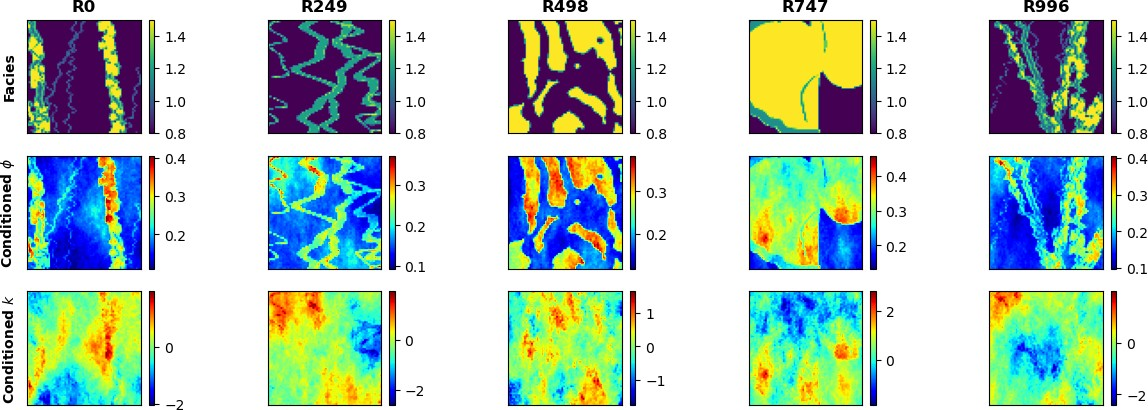 R0 R249 R498 R747 R996
Facies
1.4 1.4 1.4 1.4 1.4
1.2 1.2 1.2 1.2 1.2
1.0 1.0 1.0 1.0 1.0
0.8 0.8 0.8 0.8 0.8
Conditioned ϕ
0.4 0.3 0.3 0.4 0.4
0.3 0.2 0.2 0.3 0.3
0.2 0.1 0.2 0.2
0.1
Conditioned k
0 0 1 2 0
−2 −2 0 0 −2
−1